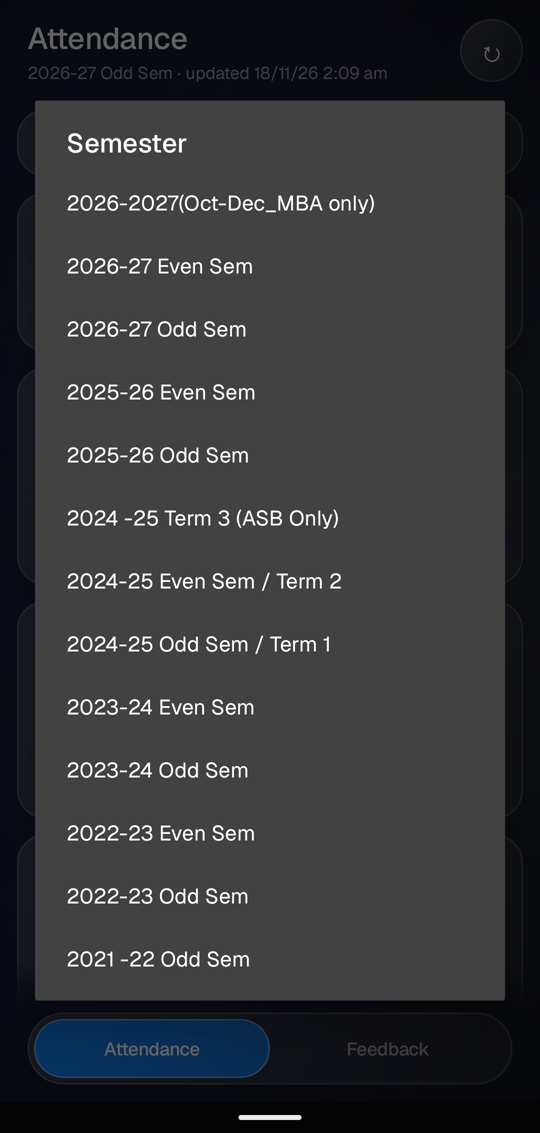 Attendance
2026-27 Odd Sem · updated 18/11/26 2:09 am
Semester
2026-2027(Oct-Dec_MBA only)
2026-27 Even Sem
2026-27 Odd Sem
2025-26 Even Sem
2025-26 Odd Sem
2024 -25 Term 3 (ASB Only)
2024-25 Even Sem / Term 2
2024-25 Odd Sem / Term 1
2023-24 Even Sem
2023-24 Odd Sem
2022-23 Even Sem
2022-23 Odd Sem
2021 -22 Odd Sem
Attendance
Feedback